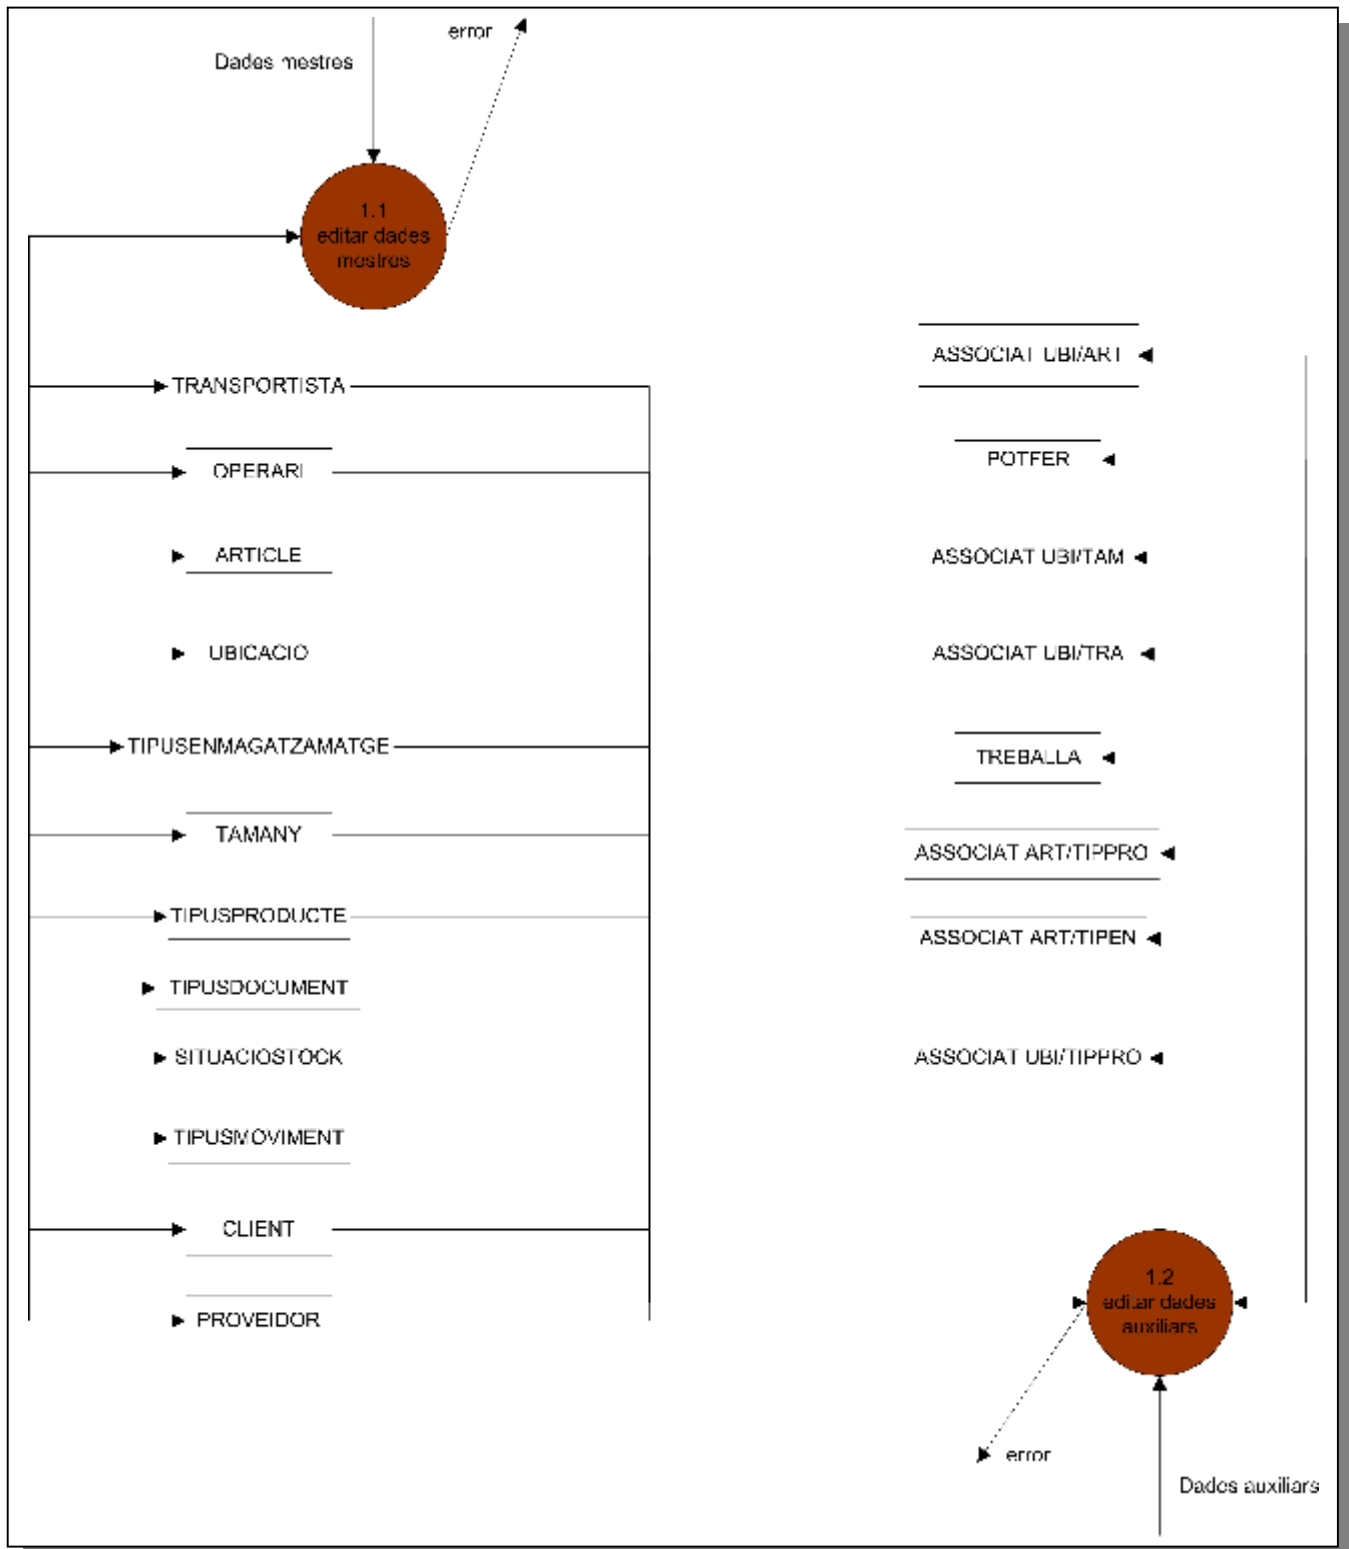 error
Dades mestres
1.1
editar dades
mestres
TRANSPORTISTA
OPERARI
ARTICLE
UBICACIO
TIPUSENMAGATZAMATGE
TAMANY
TIPUSPRODUCTE
TIPUSDOCUMENT
SITUACIOSTOCK
TIPUSMOVIMENT
CLIENT
PROVEIDOR
ASSOCIAT UBI/ART
POTFER
ASSOCIAT UBI/TAM
ASSOCIAT UBI/TRA
TREBALLA
ASSOCIAT ART/TIPPRO
ASSOCIAT ART/TIPEN
ASSOCIAT UBI/TIPPRO
1.2
editar dades
auxiliars
error
Dades auxiliars